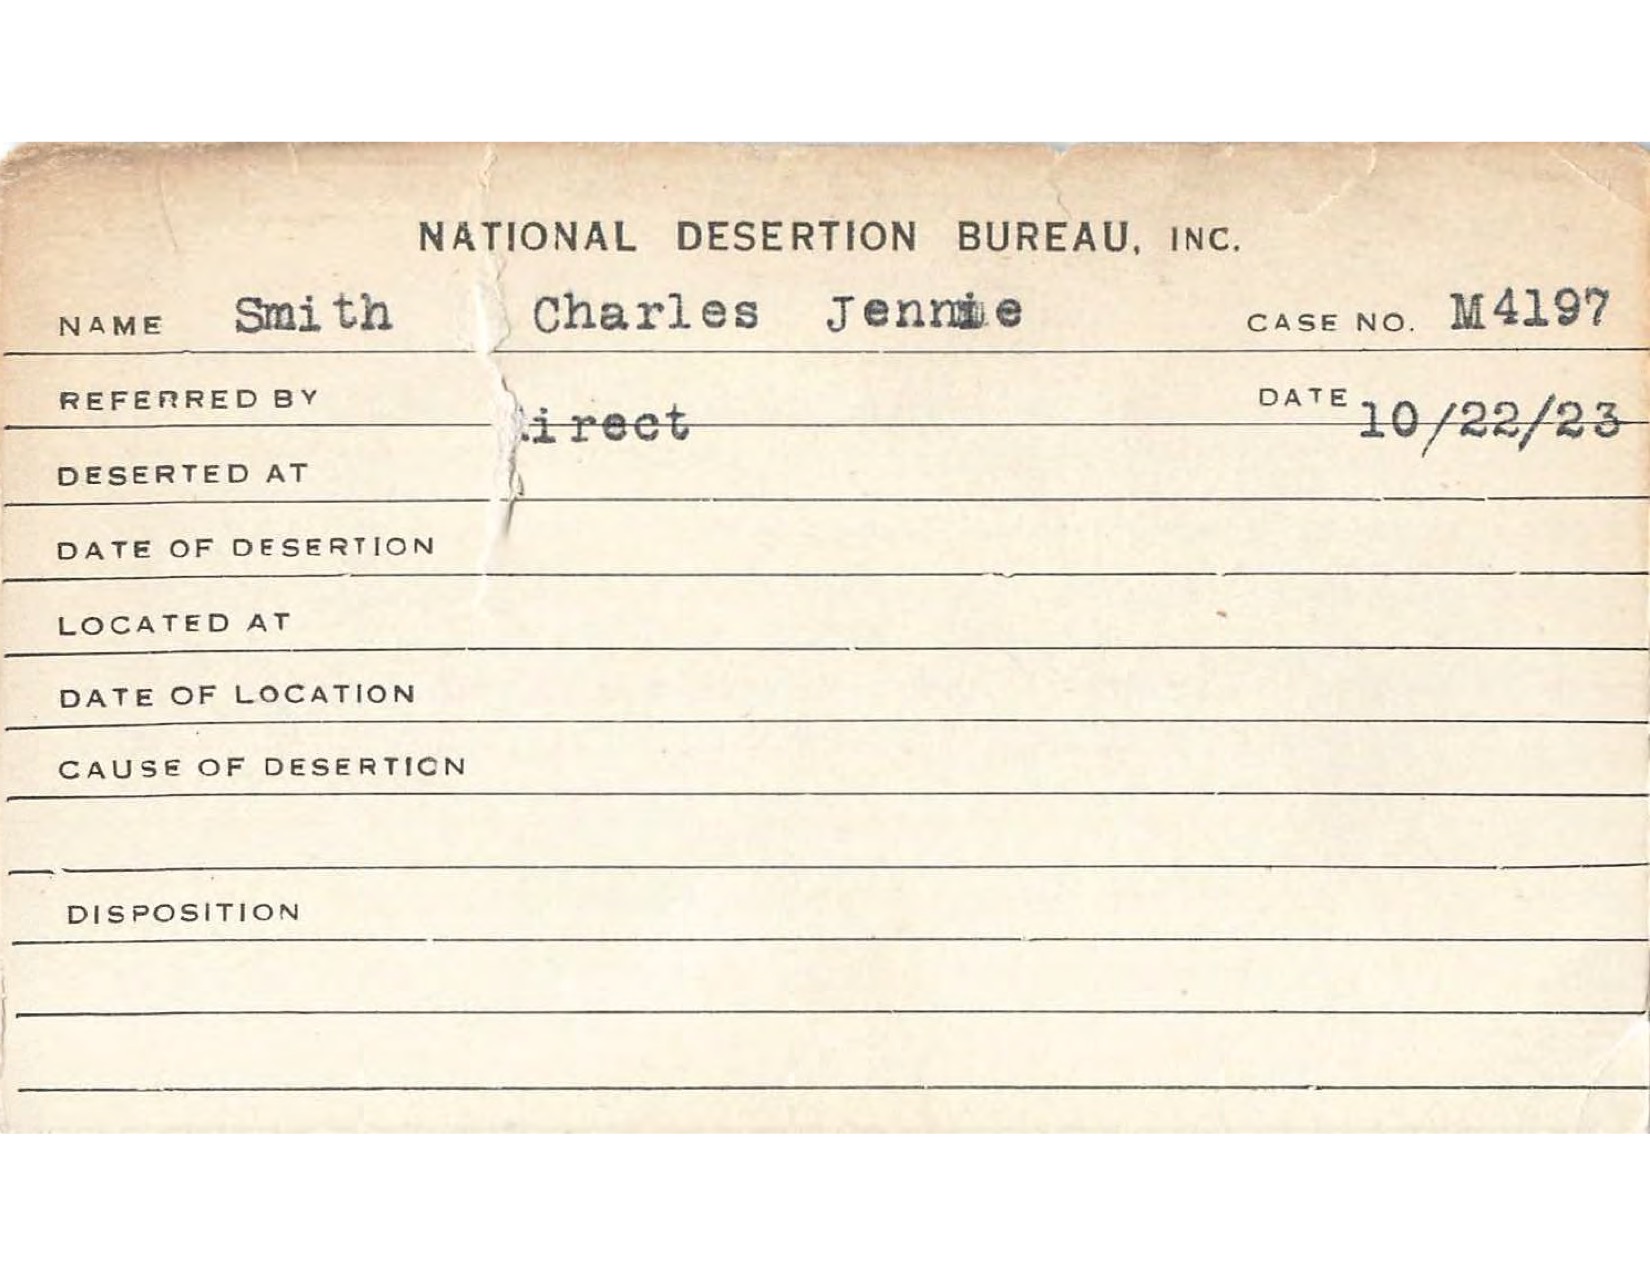 NATIONAL DESERTION BUREAU, INC.
NAME Smith Charles Jennie CASE NO. M4197
REFERRED BY direct DATE 10/22/23
DESERTED AT
DATE OF DESERTION
LOCATED AT
DATE OF LOCATION
CAUSE OF DESERTION
DISPOSITION